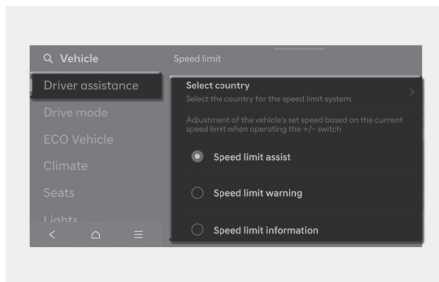 Vehicle
Speed limit
Driver assistance
Drive mode
ECO Vehicle
Climate
Seats
Lights
Select country
Select the country for the speed limit system.
Adjustment of the vehicle's set speed based on the current
speed limit when operating the +/- switch
Speed limit assist
Speed limit warning
Speed limit information